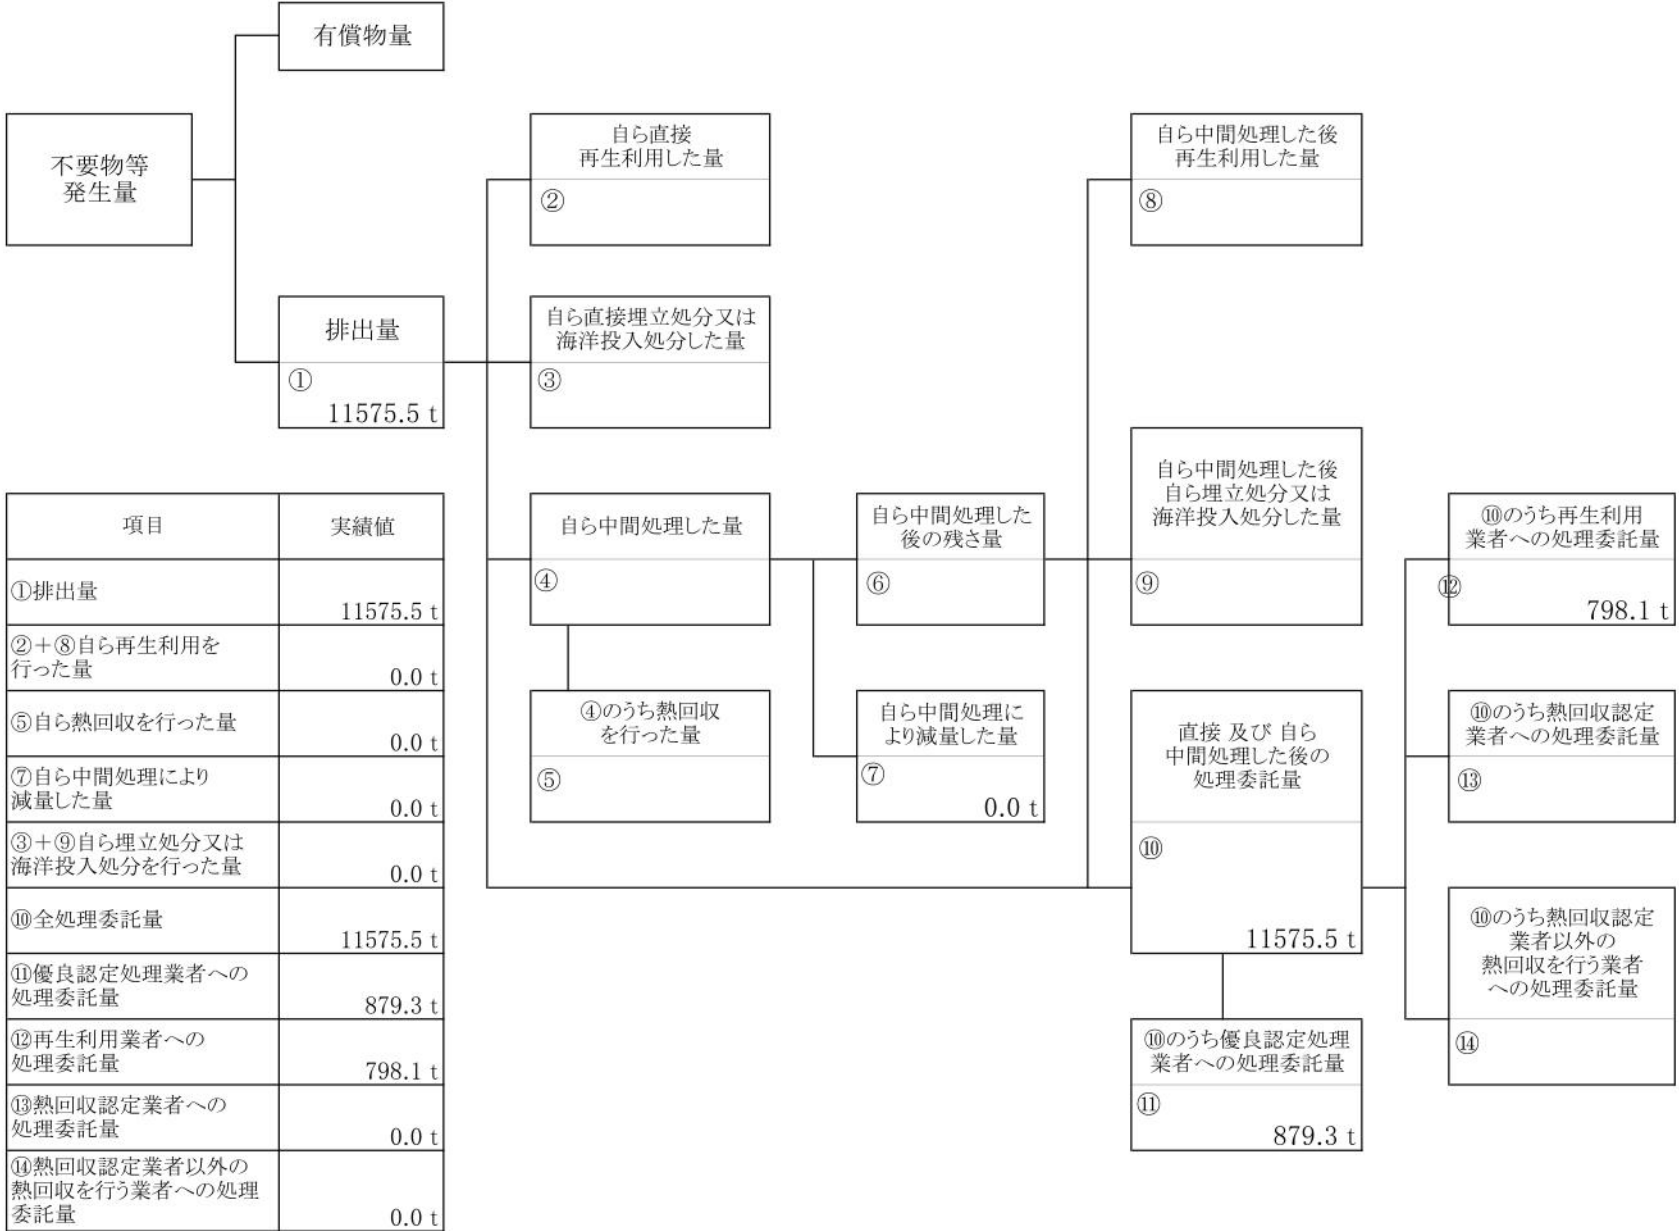 有償物量
不要物等
発生量
排出量
①
11575.5 t
自ら直接
再生利用した量
②
自ら直接埋立処分又は
海洋投入処分した量
③
自ら中間処理した量
④
④のうち熱回収
を行った量
⑤
自ら中間処理した
後の残さ量
⑥
自ら中間処理に
より減量した量
⑦
0.0 t
自ら中間処理した後
再生利用した量
⑧
自ら中間処理した後
自ら埋立処分又は
海洋投入処分した量
⑨
直接 及び 自ら
中間処理した後の
処理委託量
⑩
11575.5 t
⑩のうち優良認定処理
業者への処理委託量
⑪
879.3 t
⑩のうち再生利用
業者への処理委託量
⑫
798.1 t
⑩のうち熱回収認定
業者への処理委託量
⑬
⑩のうち熱回収認定
業者以外の
熱回収を行う業者
への処理委託量
⑭
項目 実績値
①排出量
11575.5 t
②＋⑧自ら再生利用を
行った量
0.0 t
⑤自ら熱回収を行った量
0.0 t
⑦自ら中間処理により
減量した量
0.0 t
③＋⑨自ら埋立処分又は
海洋投入処分を行った量
0.0 t
⑩全処理委託量
11575.5 t
⑪優良認定処理業者への
処理委託量
879.3 t
⑫再生利用業者への
処理委託量
798.1 t
⑬熱回収認定業者への
処理委託量
0.0 t
⑭熱回収認定業者以外の
熱回収を行う業者への処理
委託量
0.0 t